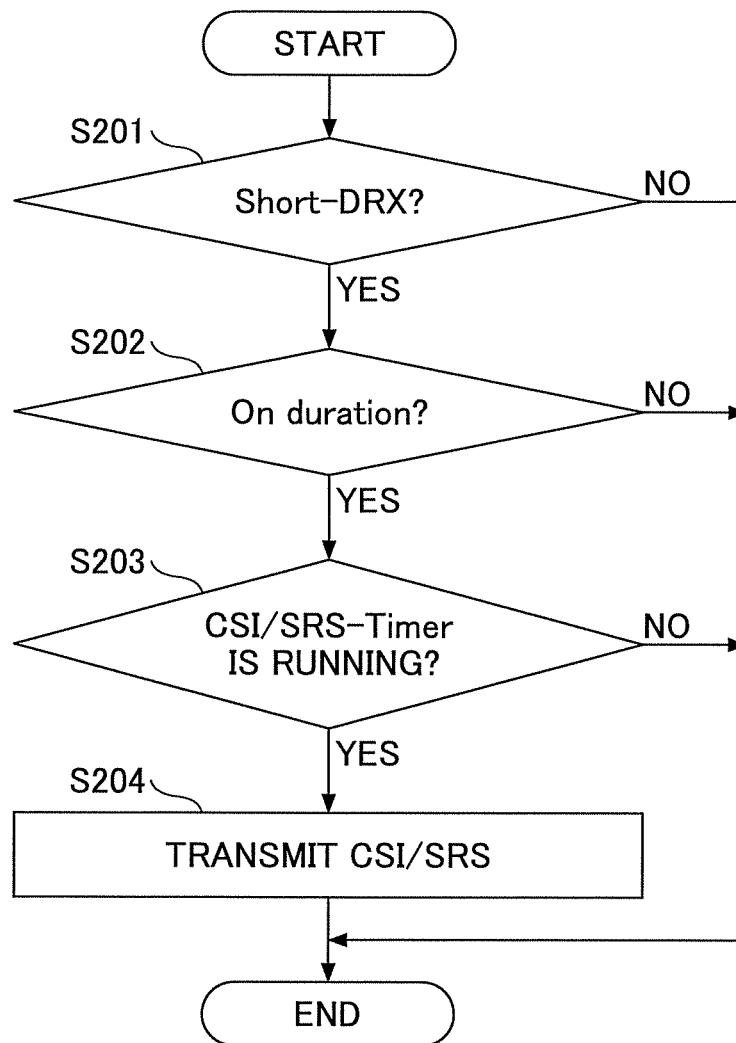 START
S201
Short-DRX?
NO
YES
S202
On duration?
NO
YES
S203
CSI/SRS-Timer
IS RUNNING?
NO
YES
S204
TRANSMIT CSI/SRS
END